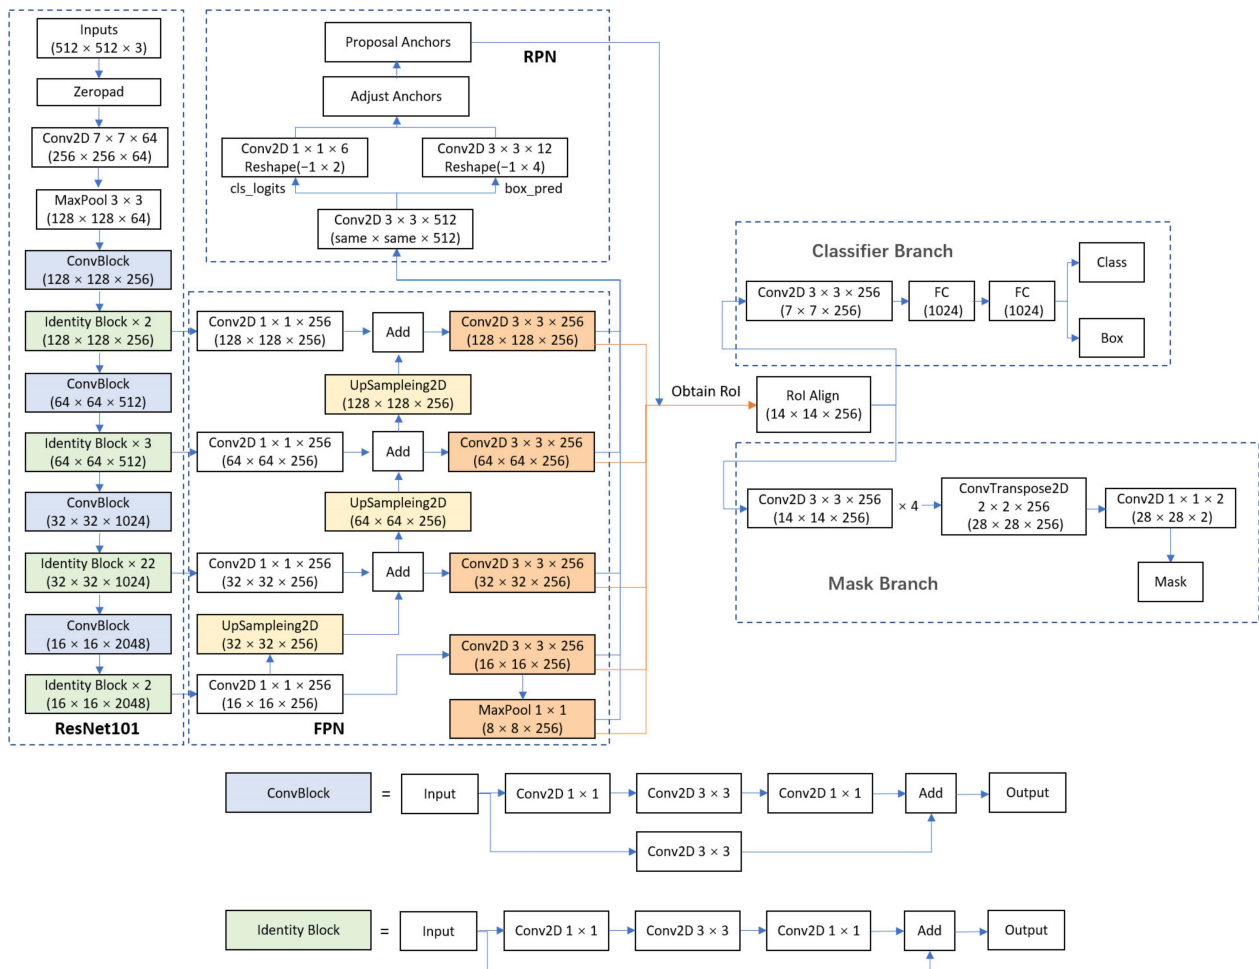 Inputs
(512 × 512 × 3)
Zeropad
Conv2D 7 × 7 × 64
(256 × 256 × 64)
MaxPool 3 × 3
(128 × 128 × 64)
ConvBlock
(128 × 128 × 256)
Identity Block × 2
(128 × 128 × 256)
ConvBlock
(64 × 64 × 512)
Identity Block × 3
(64 × 64 × 512)
ConvBlock
(32 × 32 × 1024)
Identity Block × 22
(32 × 32 × 1024)
ConvBlock
(16 × 16 × 2048)
Identity Block × 2
(16 × 16 × 2048)
ResNet101
Proposal Anchors
RPN
Adjust Anchors
Conv2D 1 × 1 × 6
Reshape(−1 × 2)
cls_logits
Conv2D 3 × 3 × 12
Reshape(−1 × 4)
box_pred
Conv2D 3 × 3 × 512
(same × same × 512)
Conv2D 1 × 1 × 256
(128 × 128 × 256)
Add
Conv2D 3 × 3 × 256
(128 × 128 × 256)
UpSampleing2D
(128 × 128 × 256)
Conv2D 1 × 1 × 256
(64 × 64 × 256)
Add
Conv2D 3 × 3 × 256
(64 × 64 × 256)
UpSampleing2D
(64 × 64 × 256)
Conv2D 1 × 1 × 256
(32 × 32 × 256)
Add
Conv2D 3 × 3 × 256
(32 × 32 × 256)
UpSampleing2D
(32 × 32 × 256)
Conv2D 3 × 3 × 256
(16 × 16 × 256)
Conv2D 1 × 1 × 256
(16 × 16 × 256)
MaxPool 1 × 1
(8 × 8 × 256)
FPN
Obtain RoI
RoI Align
(14 × 14 × 256)
Classifier Branch
Conv2D 3 × 3 × 256
(7 × 7 × 256)
FC
(1024)
FC
(1024)
Class
Box
Conv2D 3 × 3 × 256
(14 × 14 × 256)
× 4
ConvTranspose2D
2 × 2 × 256
(28 × 28 × 256)
Conv2D 1 × 1 × 2
(28 × 28 × 2)
Mask
Mask Branch
ConvBlock
=
Input
Conv2D 1 × 1
Conv2D 3 × 3
Conv2D 1 × 1
Add
Output
Conv2D 3 × 3
Identity Block
=
Input
Conv2D 1 × 1
Conv2D 3 × 3
Conv2D 1 × 1
Add
Output